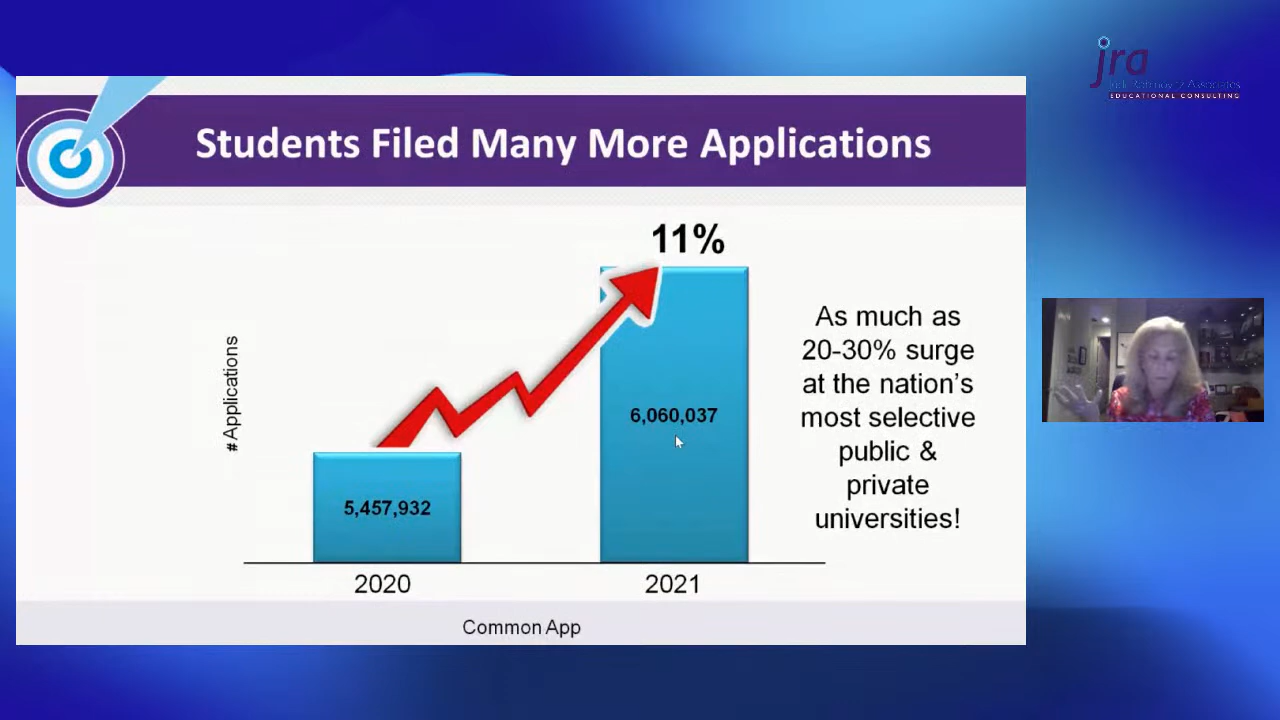 jra
Associates
EDUCATIONAL CONSULTING
Students Filed Many More Applications
11%
# Applications
6,060,037
5,457,932
2020
2021
As much as
20-30% surge
at the nation's
most selective
public &
private
universities!
Common App